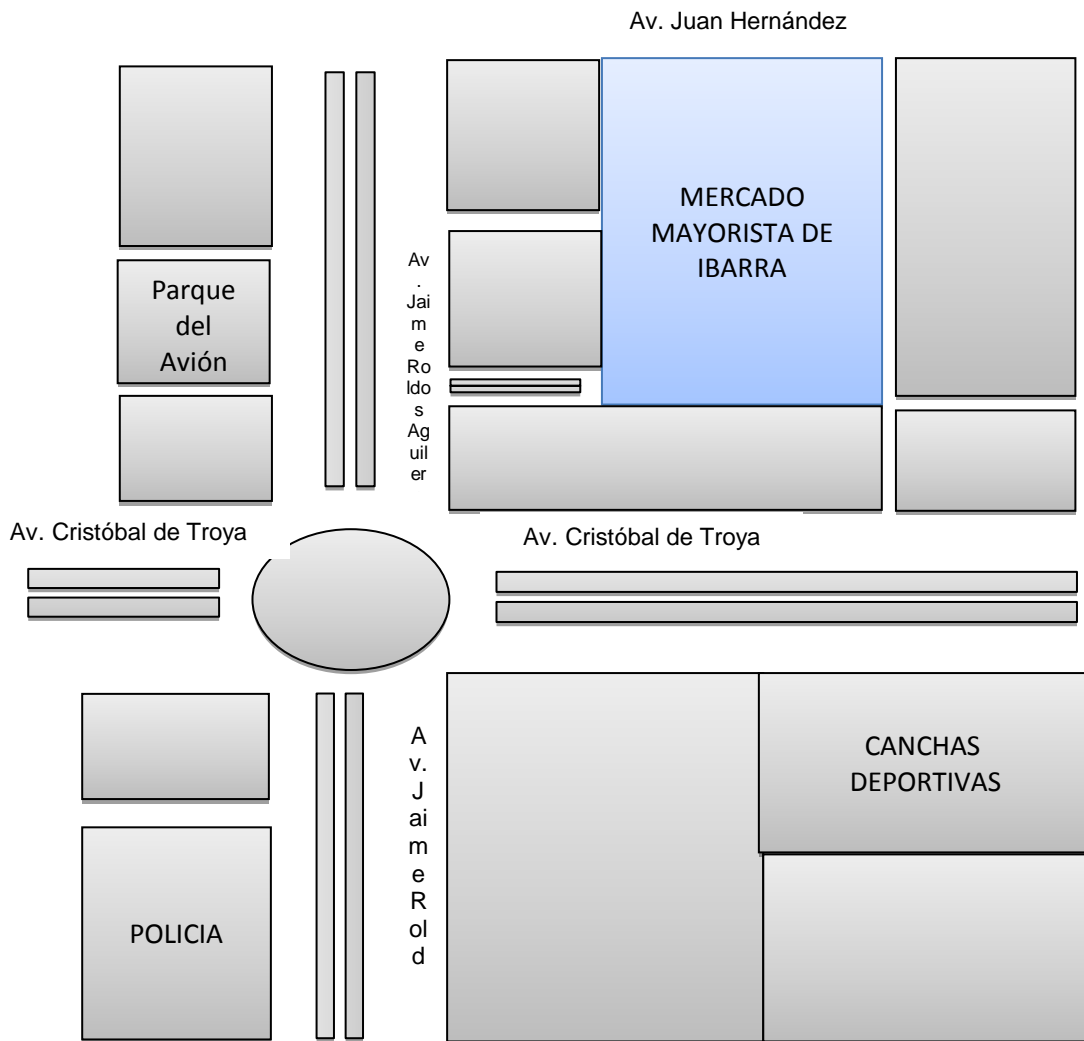 Av. Juan Hernández
MERCADO
MAYORISTA DE
IBARRA
Parque
del
Avión
Av
.
Jai
m
e
Ro
ldo
s
Ag
uil
er
Av. Cristóbal de Troya
Av. Cristóbal de Troya
A
v.
J
ai
m
e
R
ol
d
CANCHAS
DEPORTIVAS
POLICIA